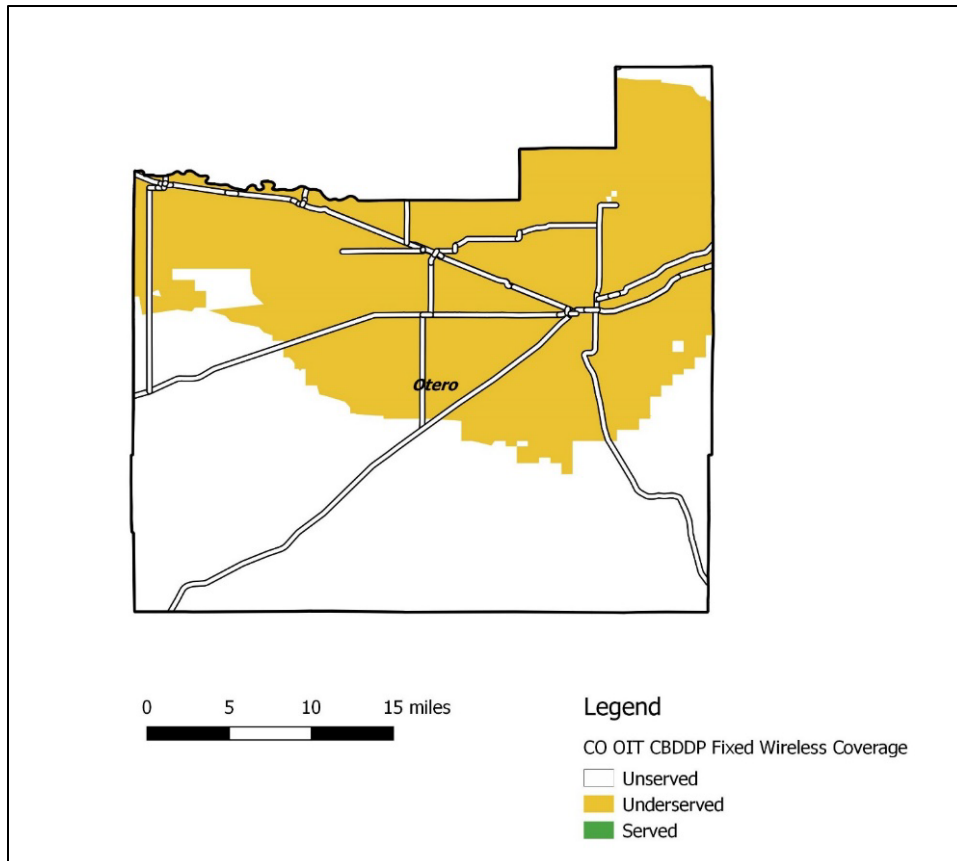 Otero
0 5 10 15 miles
Legend
CO OIT CBDDP Fixed Wireless Coverage
Unserved
Underserved
Served